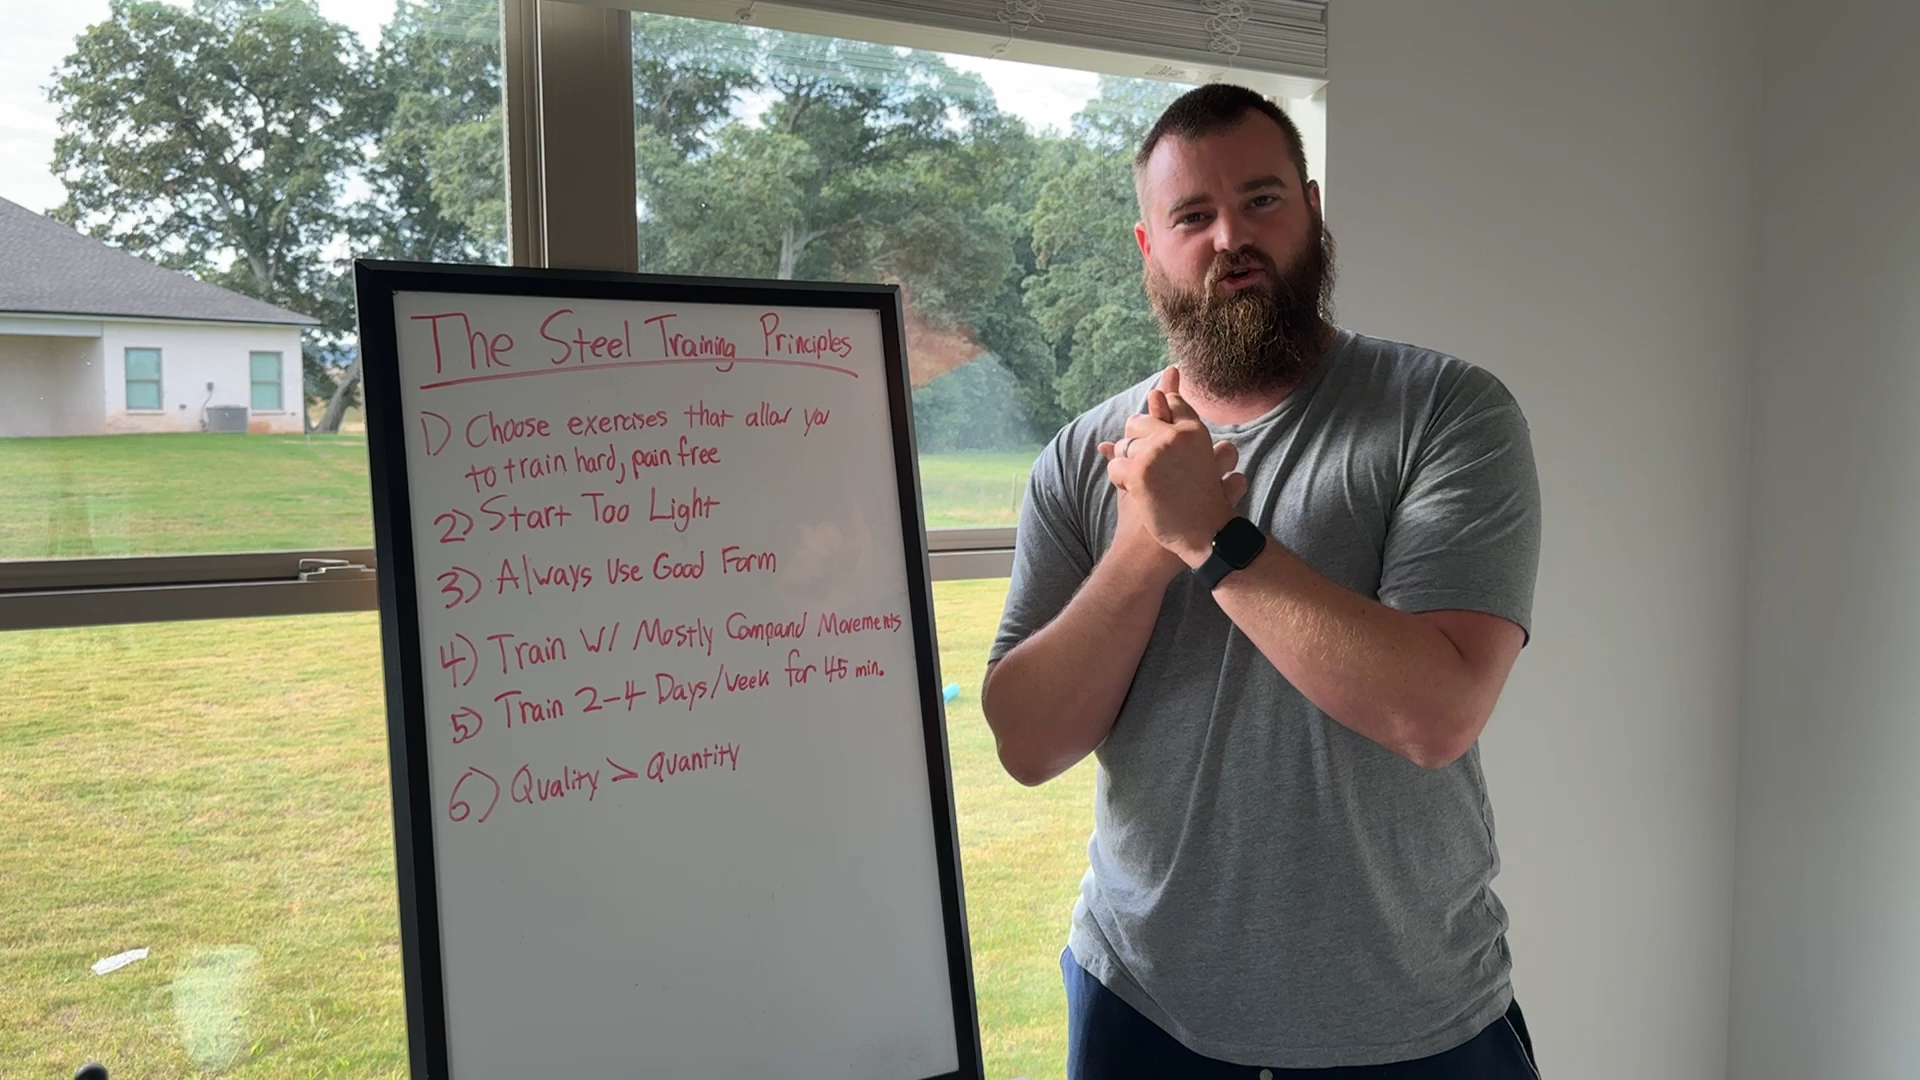 The Steel Training Principles
1) Choose exercises that allow you
to train hard, pain free
2) Start Too Light
3) Always Use Good Form
4) Train W/ Mostly Compound Movements
5) Train 2-4 Days/week for 45 min.
6) Quality > Quantity